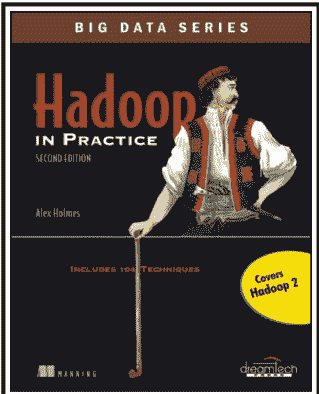 BIG DATA SERIES
Hadoop
IN PRACTICE
SECOND EDITION
Alex Holmes
INCLUDES 104 TECHNIQUES
Covers
Hadoop 2
MANNING
dreamtech
PRESS